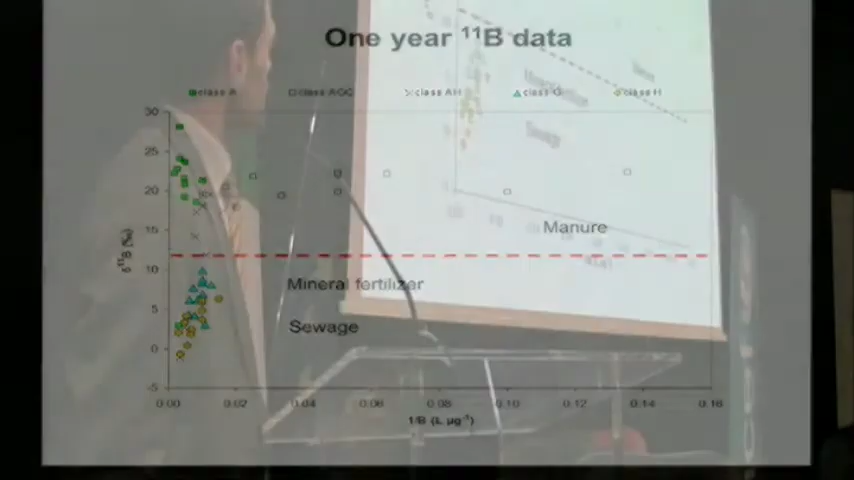 One year ¹¹B data
class A class AGC class AH class G class H
30
25
20
15
10
5
0
-5
δ¹¹B (‰)
Manure
Mineral fertilizer
Sewage
0.00 0.02 0.04 0.06 0.08 0.10 0.12 0.14 0.16
1/B (L µg⁻¹)
Sewage